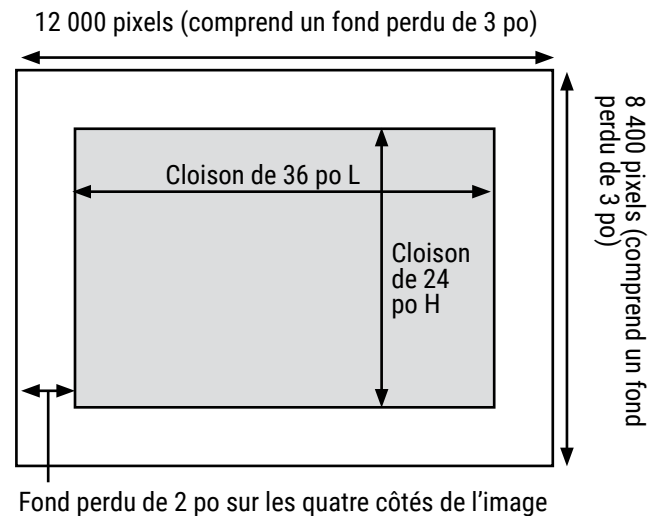 12 000 pixels (comprend un fond perdu de 3 po)
8 400 pixels (comprend un fond
perdu de 3 po)
Cloison de 36 po L
Cloison
de 24
po H
Fond perdu de 2 po sur les quatre côtés de l’image